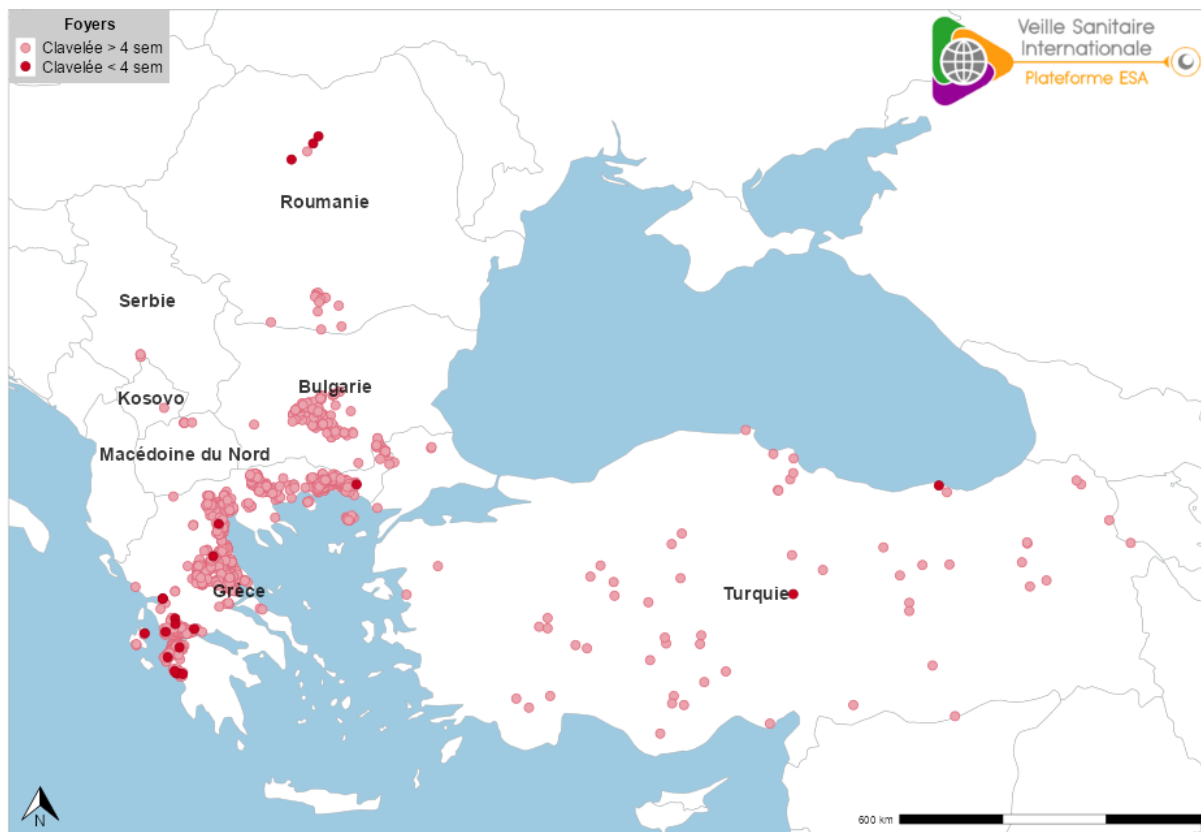 Foyers
Clavelée > 4 sem
Clavelée < 4 sem
Veille Sanitaire
Internationale
Plateforme ESA
Roumanie
Serbie
Bulgarie
Kosovo
Macédoine du Nord
Grèce
Turquie
N
600 km